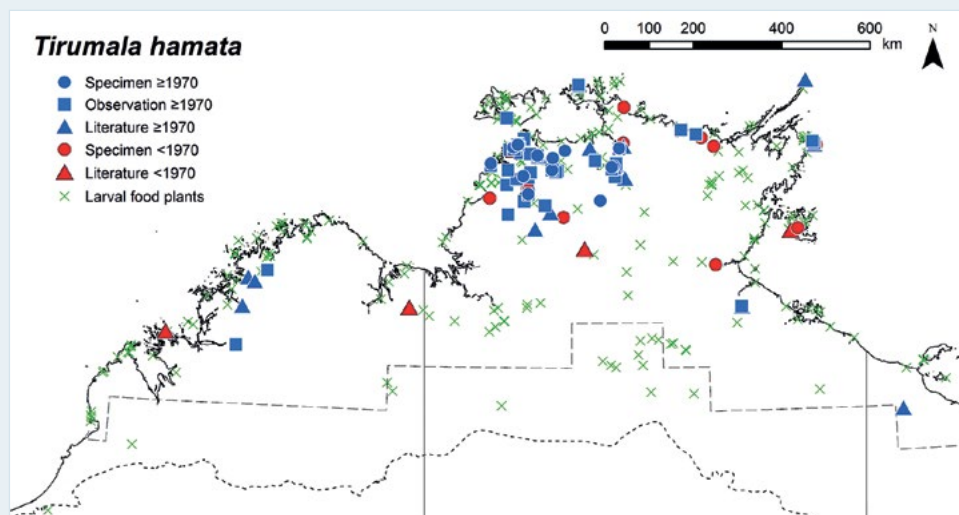 Tirumala hamata
Specimen ≥1970
Observation ≥1970
Literature ≥1970
Specimen <1970
Literature <1970
Larval food plants
0 100 200 400 600
km
N